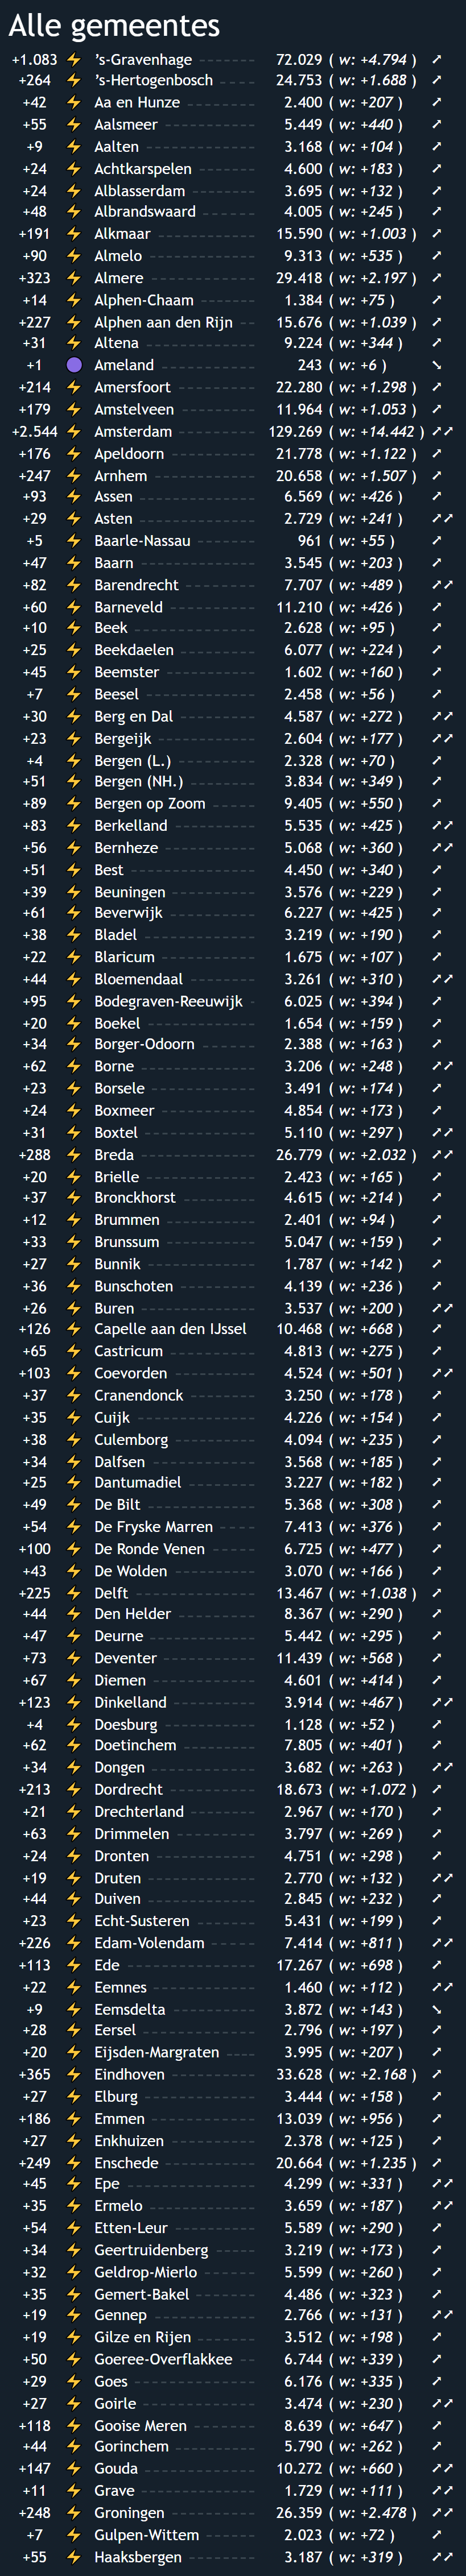 Alle gemeentes
+1.083 ⚡ ’s-Gravenhage 72.029 ( w: +4.794 ) ➚
+264 ⚡ ’s-Hertogenbosch 24.753 ( w: +1.688 ) ➚
+42 ⚡ Aa en Hunze 2.400 ( w: +207 ) ➚
+55 ⚡ Aalsmeer 5.449 ( w: +440 ) ➚
+9 ⚡ Aalten 3.168 ( w: +104 ) ➚
+24 ⚡ Achtkarspelen 4.600 ( w: +183 ) ➚
+24 ⚡ Alblasserdam 3.695 ( w: +132 ) ➚
+48 ⚡ Albrandswaard 4.005 ( w: +245 ) ➚
+191 ⚡ Alkmaar 15.590 ( w: +1.003 ) ➚
+90 ⚡ Almelo 9.313 ( w: +535 ) ➚
+323 ⚡ Almere 29.418 ( w: +2.197 ) ➚
+14 ⚡ Alphen-Chaam 1.384 ( w: +75 ) ➚
+227 ⚡ Alphen aan den Rijn 15.676 ( w: +1.039 ) ➚
+31 ⚡ Altena 9.224 ( w: +344 ) ➚
+1 🟣 Ameland 243 ( w: +6 ) ➘
+214 ⚡ Amersfoort 22.280 ( w: +1.298 ) ➚
+179 ⚡ Amstelveen 11.964 ( w: +1.053 ) ➚
+2.544 ⚡ Amsterdam 129.269 ( w: +14.442 ) ➚➚
+176 ⚡ Apeldoorn 21.778 ( w: +1.122 ) ➚
+247 ⚡ Arnhem 20.658 ( w: +1.507 ) ➚
+93 ⚡ Assen 6.569 ( w: +426 ) ➚
+29 ⚡ Asten 2.729 ( w: +241 ) ➚➚
+5 ⚡ Baarle-Nassau 961 ( w: +55 ) ➚
+47 ⚡ Baarn 3.545 ( w: +203 ) ➚
+82 ⚡ Barendrecht 7.707 ( w: +489 ) ➚➚
+60 ⚡ Barneveld 11.210 ( w: +426 ) ➚
+10 ⚡ Beek 2.628 ( w: +95 ) ➚
+25 ⚡ Beekdaelen 6.077 ( w: +224 ) ➚
+45 ⚡ Beemster 1.602 ( w: +160 ) ➚
+7 ⚡ Beesel 2.458 ( w: +56 ) ➚
+30 ⚡ Berg en Dal 4.587 ( w: +272 ) ➚➚
+23 ⚡ Bergeijk 2.604 ( w: +177 ) ➚➚
+4 ⚡ Bergen (L.) 2.328 ( w: +70 ) ➚
+51 ⚡ Bergen (NH.) 3.834 ( w: +349 ) ➚
+89 ⚡ Bergen op Zoom 9.405 ( w: +550 ) ➚
+83 ⚡ Berkelland 5.535 ( w: +425 ) ➚➚
+56 ⚡ Bernheze 5.068 ( w: +360 ) ➚➚
+51 ⚡ Best 4.450 ( w: +340 ) ➚
+39 ⚡ Beuningen 3.576 ( w: +229 ) ➚
+61 ⚡ Beverwijk 6.227 ( w: +425 ) ➚
+38 ⚡ Bladel 3.219 ( w: +190 ) ➚
+22 ⚡ Blaricum 1.675 ( w: +107 ) ➚
+44 ⚡ Bloemendaal 3.261 ( w: +310 ) ➚➚
+95 ⚡ Bodegraven-Reeuwijk 6.025 ( w: +394 ) ➚
+20 ⚡ Boekel 1.654 ( w: +159 ) ➚
+34 ⚡ Borger-Odoorn 2.388 ( w: +163 ) ➚
+62 ⚡ Borne 3.206 ( w: +248 ) ➚➚
+23 ⚡ Borsele 3.491 ( w: +174 ) ➚
+24 ⚡ Boxmeer 4.854 ( w: +173 ) ➚
+31 ⚡ Boxtel 5.110 ( w: +297 ) ➚➚
+288 ⚡ Breda 26.779 ( w: +2.032 ) ➚➚
+20 ⚡ Brielle 2.423 ( w: +165 ) ➚
+37 ⚡ Bronckhorst 4.615 ( w: +214 ) ➚
+12 ⚡ Brummen 2.401 ( w: +94 ) ➚
+33 ⚡ Brunssum 5.047 ( w: +159 ) ➚
+27 ⚡ Bunnik 1.787 ( w: +142 ) ➚
+36 ⚡ Bunschoten 4.139 ( w: +236 ) ➚
+26 ⚡ Buren 3.537 ( w: +200 ) ➚➚
+126 ⚡ Capelle aan den IJssel 10.468 ( w: +668 ) ➚
+65 ⚡ Castricum 4.813 ( w: +275 ) ➚
+103 ⚡ Coevorden 4.524 ( w: +501 ) ➚➚
+37 ⚡ Cranendonck 3.250 ( w: +178 ) ➚
+35 ⚡ Cuijk 4.226 ( w: +154 ) ➚
+38 ⚡ Culemborg 4.094 ( w: +235 ) ➚
+34 ⚡ Dalfsen 3.568 ( w: +185 ) ➚
+25 ⚡ Dantumadiel 3.227 ( w: +182 ) ➚
+49 ⚡ De Bilt 5.368 ( w: +308 ) ➚
+54 ⚡ De Fryske Marren 7.413 ( w: +376 ) ➚
+100 ⚡ De Ronde Venen 6.725 ( w: +477 ) ➚
+43 ⚡ De Wolden 3.070 ( w: +166 ) ➚
+225 ⚡ Delft 13.467 ( w: +1.038 ) ➚
+44 ⚡ Den Helder 8.367 ( w: +290 ) ➚
+47 ⚡ Deurne 5.442 ( w: +295 ) ➚
+73 ⚡ Deventer 11.439 ( w: +568 ) ➚
+67 ⚡ Diemen 4.601 ( w: +414 ) ➚
+123 ⚡ Dinkelland 3.914 ( w: +467 ) ➚➚
+4 ⚡ Doesburg 1.128 ( w: +52 ) ➚
+62 ⚡ Doetinchem 7.805 ( w: +401 ) ➚
+34 ⚡ Dongen 3.682 ( w: +263 ) ➚➚
+213 ⚡ Dordrecht 18.673 ( w: +1.072 ) ➚
+21 ⚡ Drechterland 2.967 ( w: +170 ) ➚
+63 ⚡ Drimmelen 3.797 ( w: +269 ) ➚
+24 ⚡ Dronten 4.751 ( w: +298 ) ➚
+19 ⚡ Druten 2.770 ( w: +132 ) ➚➚
+44 ⚡ Duiven 2.845 ( w: +232 ) ➚
+23 ⚡ Echt-Susteren 5.431 ( w: +199 ) ➚
+226 ⚡ Edam-Volendam 7.414 ( w: +811 ) ➚➚
+113 ⚡ Ede 17.267 ( w: +698 ) ➚
+22 ⚡ Eemnes 1.460 ( w: +112 ) ➚➚
+9 ⚡ Eemsdelta 3.872 ( w: +143 ) ➘
+28 ⚡ Eersel 2.796 ( w: +197 ) ➚
+20 ⚡ Eijsden-Margraten 3.995 ( w: +207 ) ➚
+365 ⚡ Eindhoven 33.628 ( w: +2.168 ) ➚
+27 ⚡ Elburg 3.444 ( w: +158 ) ➚
+186 ⚡ Emmen 13.039 ( w: +956 ) ➚
+27 ⚡ Enkhuizen 2.378 ( w: +125 ) ➚
+249 ⚡ Enschede 20.664 ( w: +1.235 ) ➚
+45 ⚡ Epe 4.299 ( w: +331 ) ➚➚
+35 ⚡ Ermelo 3.659 ( w: +187 ) ➚➚
+54 ⚡ Etten-Leur 5.589 ( w: +290 ) ➚
+34 ⚡ Geertruidenberg 3.219 ( w: +173 ) ➚
+32 ⚡ Geldrop-Mierlo 5.599 ( w: +260 ) ➚
+35 ⚡ Gemert-Bakel 4.486 ( w: +323 ) ➚
+19 ⚡ Gennep 2.766 ( w: +131 ) ➚➚
+19 ⚡ Gilze en Rijen 3.512 ( w: +198 ) ➚
+50 ⚡ Goeree-Overflakkee 6.744 ( w: +339 ) ➚
+29 ⚡ Goes 6.176 ( w: +335 ) ➚
+27 ⚡ Goirle 3.474 ( w: +230 ) ➚➚
+118 ⚡ Gooise Meren 8.639 ( w: +647 ) ➚
+44 ⚡ Gorinchem 5.790 ( w: +262 ) ➚
+147 ⚡ Gouda 10.272 ( w: +660 ) ➚➚
+11 ⚡ Grave 1.729 ( w: +111 ) ➚➚
+248 ⚡ Groningen 26.359 ( w: +2.478 ) ➚➚
+7 ⚡ Gulpen-Wittem 2.023 ( w: +72 ) ➚
+55 ⚡ Haaksbergen 3.187 ( w: +319 ) ➚➚